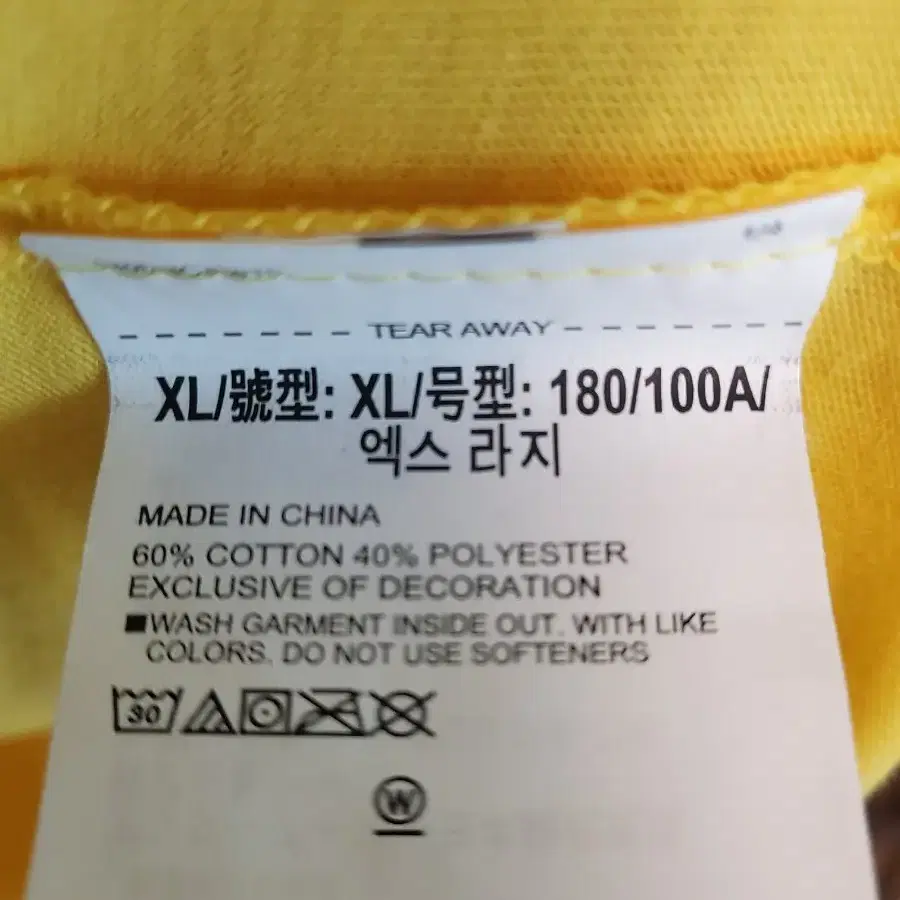 TEAR AWAY
XL/號型: XL/号型: 180/100A/
엑스 라지
MADE IN CHINA
60% COTTON 40% POLYESTER
EXCLUSIVE OF DECORATION
■WASH GARMENT INSIDE OUT. WITH LIKE
COLORS. DO NOT USE SOFTENERS
30
W